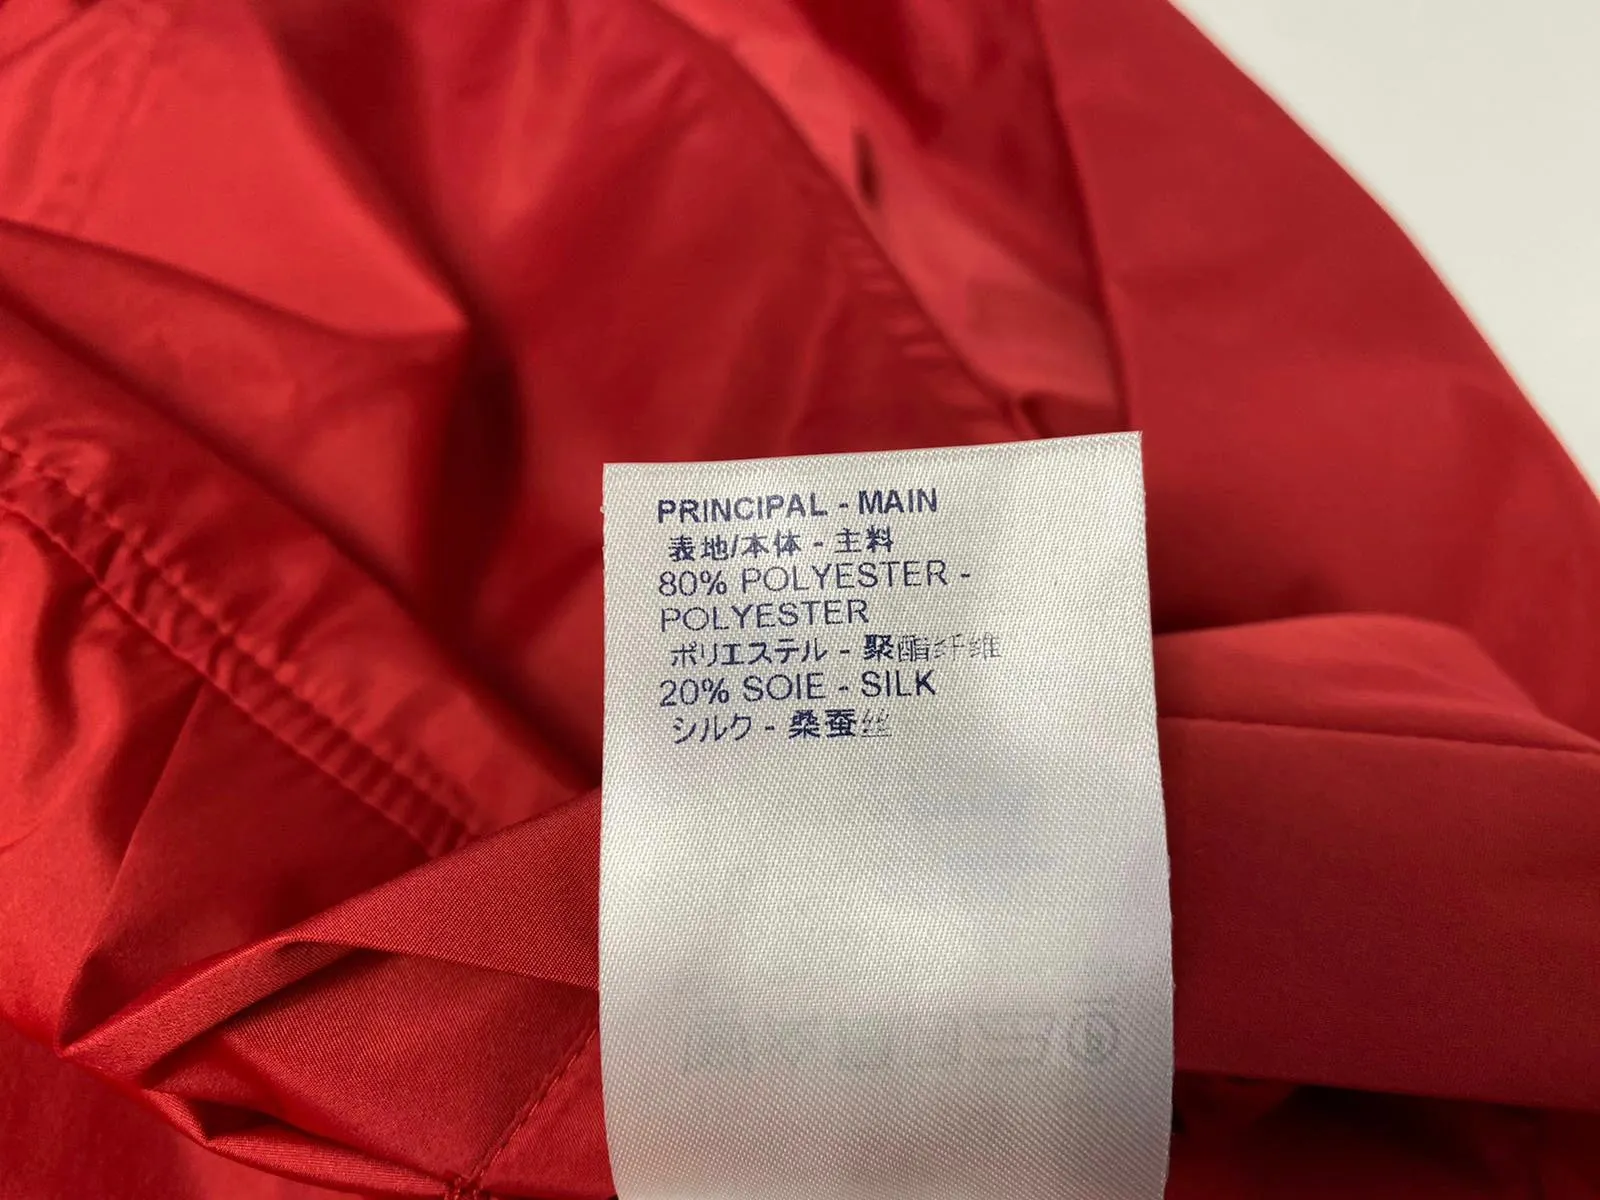 PRINCIPAL - MAIN
表地/本体 - 主料
80% POLYESTER -
POLYESTER
ポリエステル - 聚酯纤维
20% SOIE - SILK
シルク - 桑蚕丝